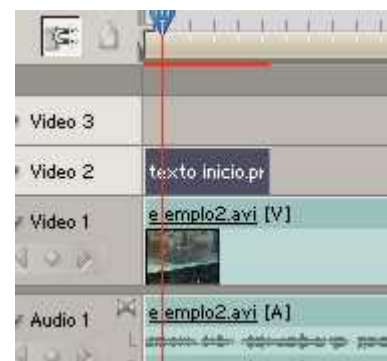 Video 3
Video 2
texto inicio.pr
Video 1
ejemplo2.avi [V]
Audio 1
ejemplo2.avi [A]